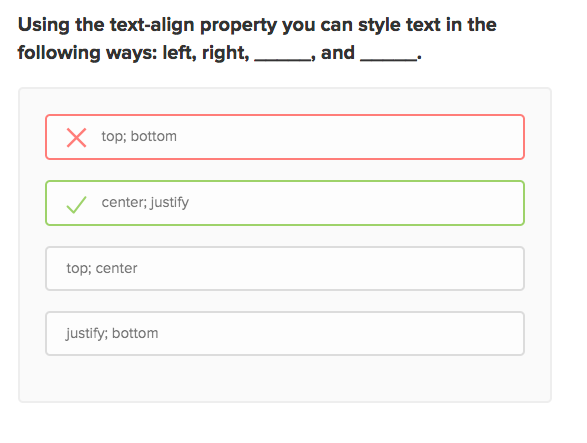 Using the text-align property you can style text in the
following ways: left, right, ______, and ______.
top; bottom
center; justify
top; center
justify; bottom